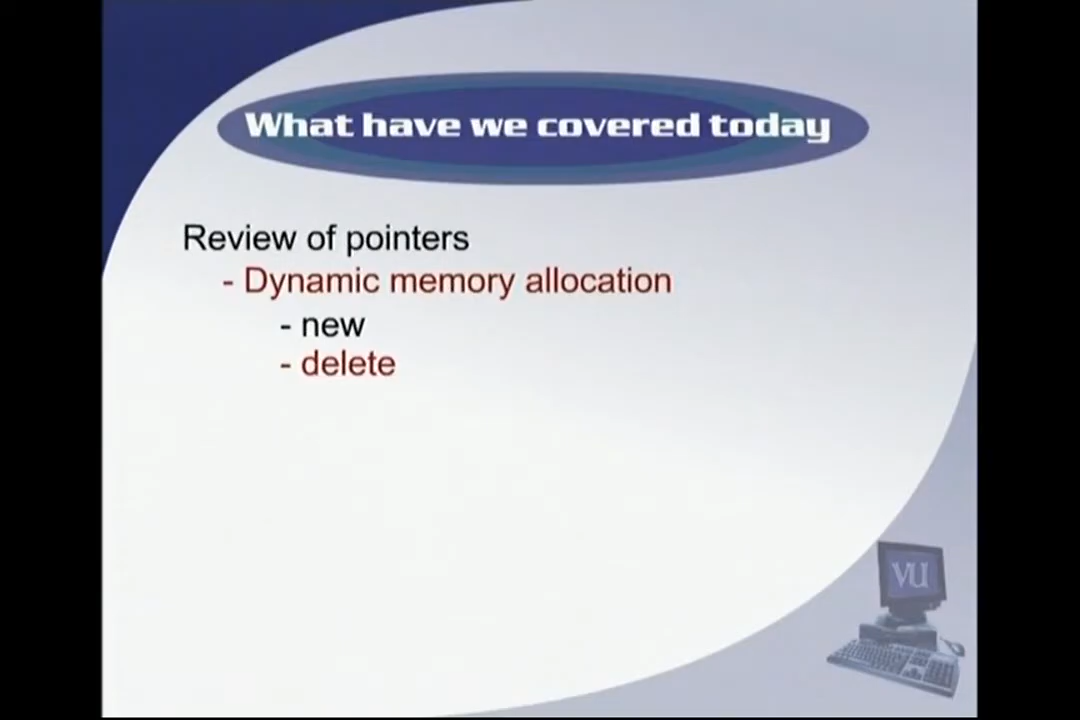 What have we covered today
Review of pointers
- Dynamic memory allocation
- new
- delete
VU